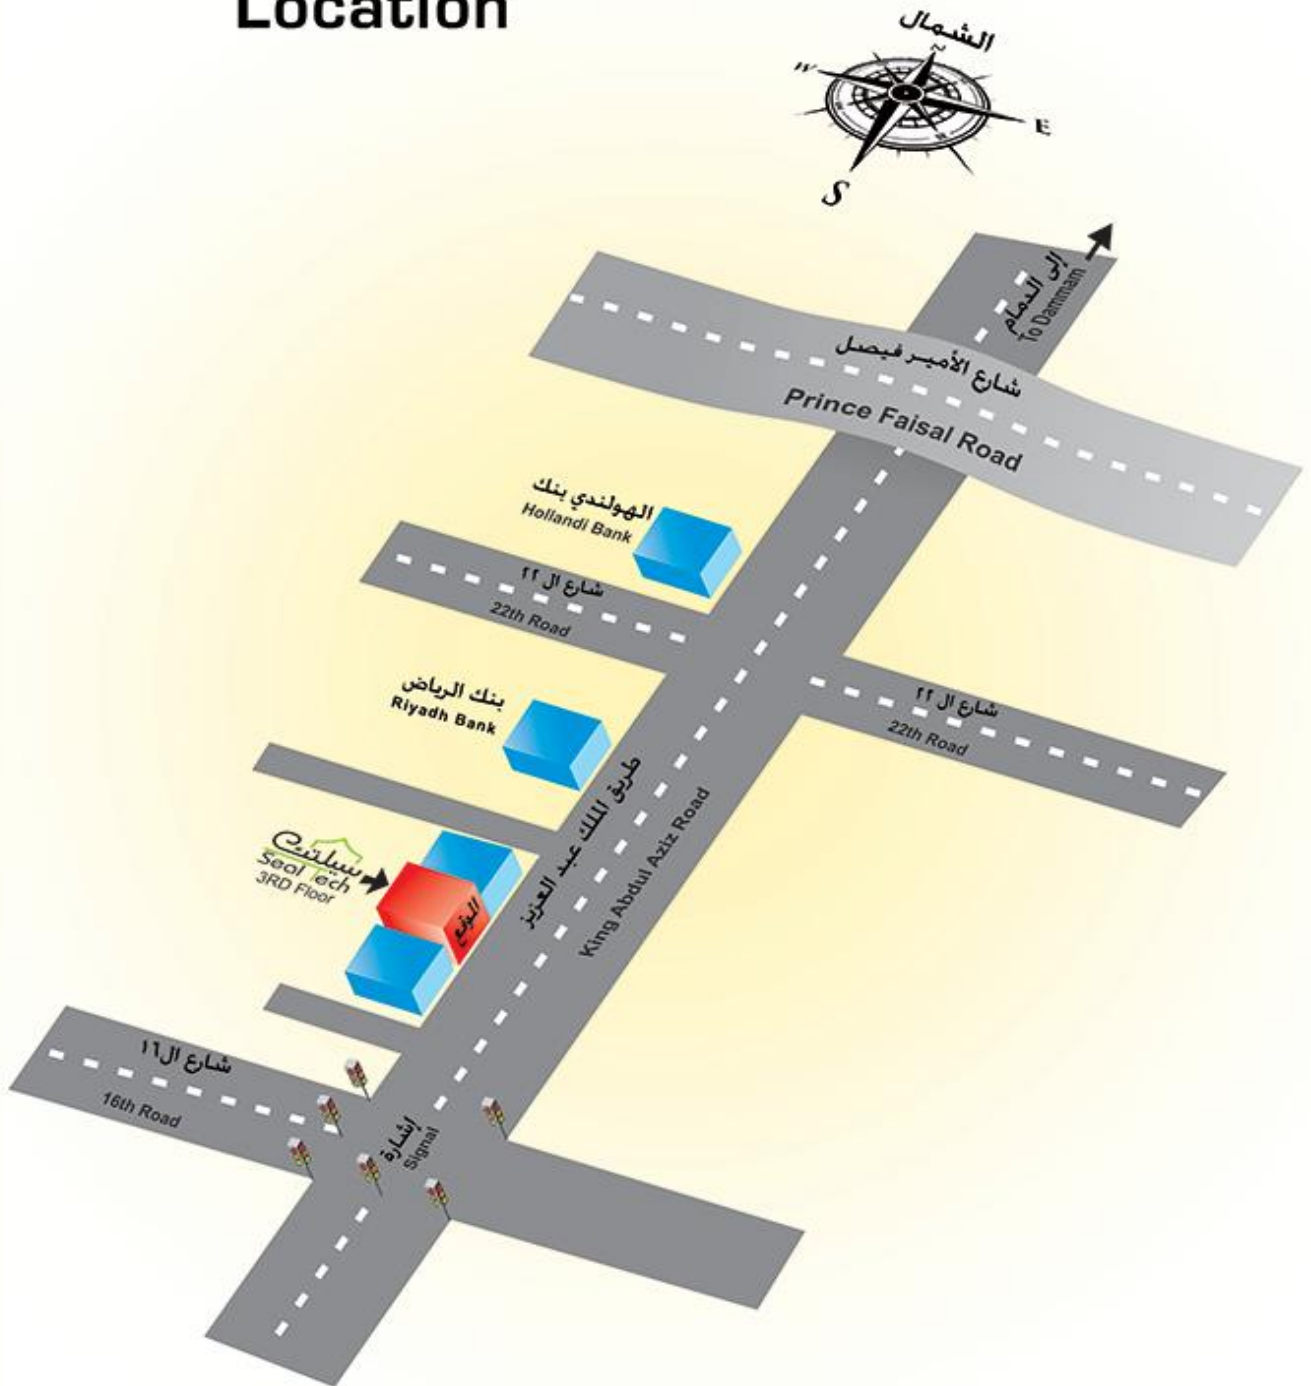 Location
الشمال
N
W
E
S
إلى الدمام
To Dammam
شارع الأمير فيصل
Prince Faisal Road
الهولندي بنك
Hollandi Bank
شارع ال ٢٢
22th Road
شارع ال ٢٢
22th Road
بنك الرياض
Riyadh Bank
طريق الملك عبد العزيز
King Abdul Aziz Road
سيلتك
Seal Tech
3RD Floor
الموقع
شارع ال١٦
16th Road
إشارة
Signal